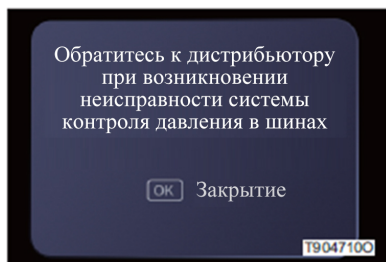 Обратитесь к дистрибьютору
при возникновении
неисправности системы
контроля давления в шинах
OK Закрытие
T904710O